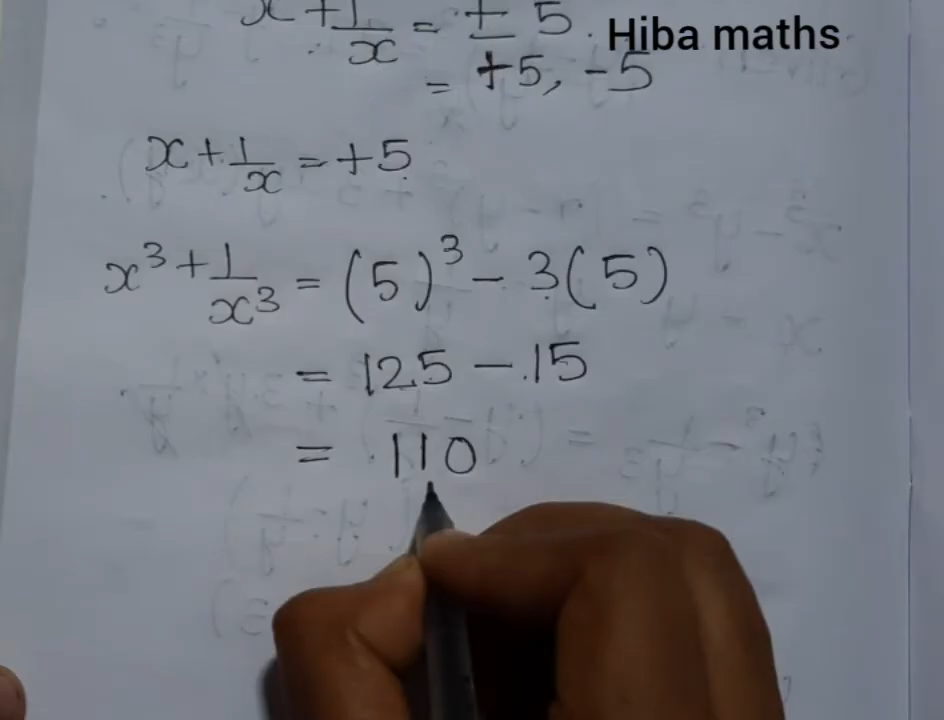 x + 1/x = ± 5.
Hiba maths
= +5, -5
x + 1/x = +5
x³ + 1/x³ = (5)³ - 3(5)
= 125 - 15
= 110